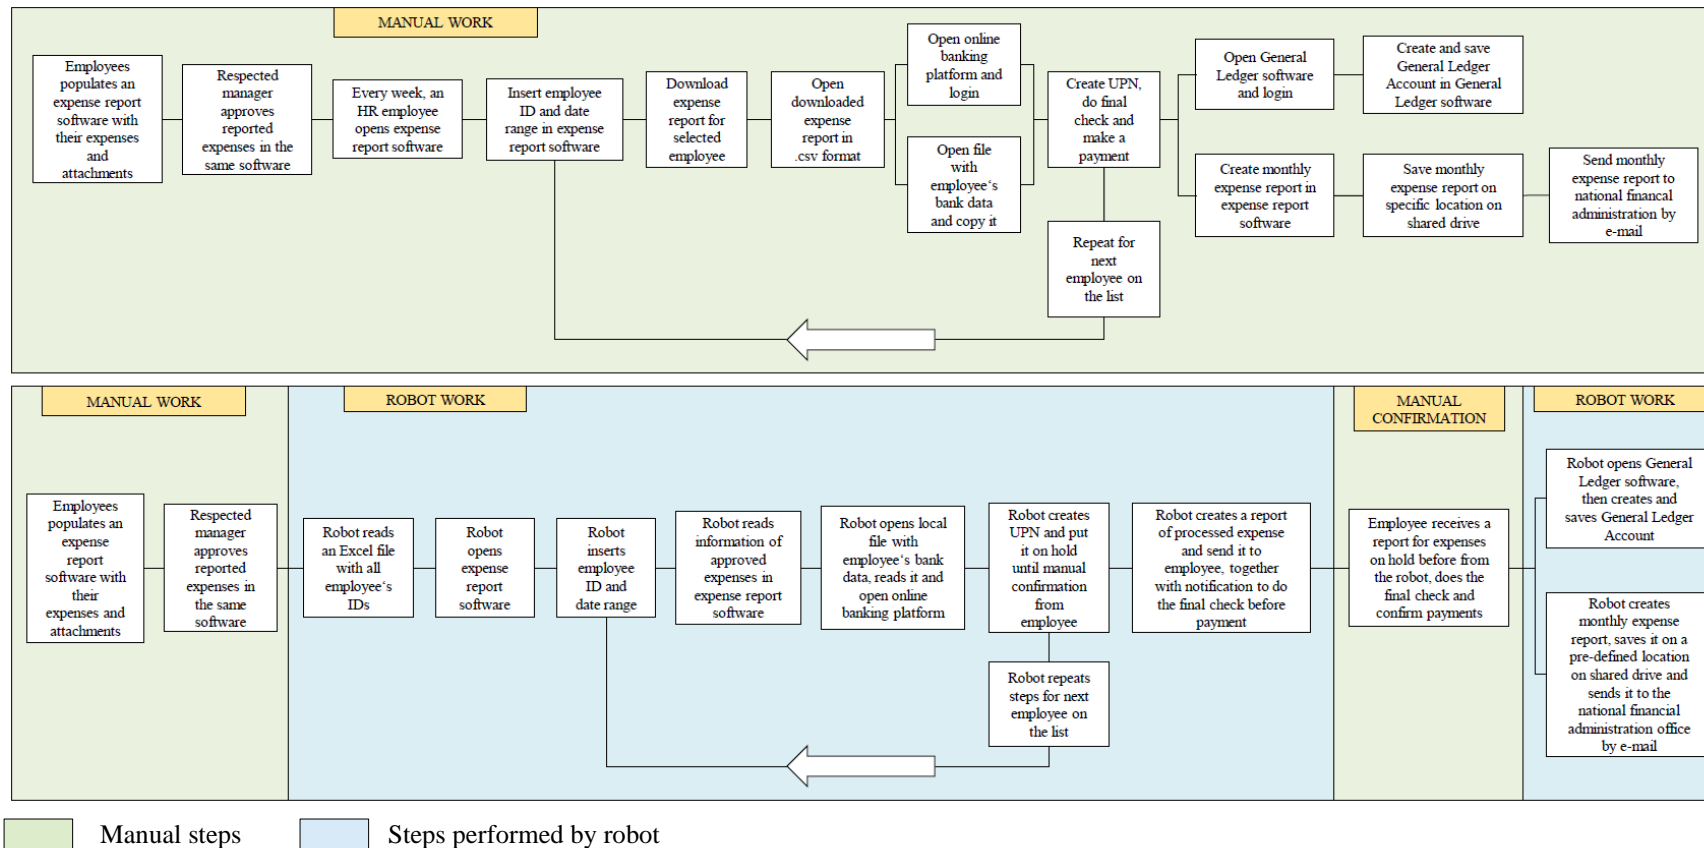 MANUAL WORK
Employees
populates an
expense report
software with
their expenses
and
attachments
Respected
manager
approves
reported
expenses in the
same software
Every week, an
HR employee
opens expense
report software
Insert employee
ID and date
range in expense
report software
Download
expense
report for
selected
employee
Open
downloaded
expense
report in
.csv format
Open online
banking
platform and
login
Open file
with
employee‘s
bank data
and copy it
Create UPN,
do final
check and
make a
payment
Repeat for
next
employee on
the list
Open General
Ledger software
and login
Create and save
General Ledger
Account in General
Ledger software
Create monthly
expense report in
expense report
software
Save monthly
expense report on
specific location on
shared drive
Send monthly
expense report to
national financal
administration by
e-mail
MANUAL WORK
Employees
populates an
expense
report
software with
their
expenses and
attachments
Respected
manager
approves
reported
expenses in
the same
software
ROBOT WORK
Robot reads
an Excel file
with all
employee‘s
IDs
Robot
opens
expense
report
software
Robot
inserts
employee
ID and
date range
Robot reads
information of
approved
expenses in
expense report
software
Robot opens local
file with
employee‘s bank
data, reads it and
open online
banking platform
Robot creates
UPN and put
it on hold
until manual
confirmation
from
employee
Robot repeats
steps for next
employee on
the list
Robot creates a report
of processed expense
and send it to
employee, together
with notification to do
the final check before
payment
MANUAL
CONFIRMATION
Employee receives a
report for expenses
on hold before from
the robot, does the
final check and
confirm payments
ROBOT WORK
Robot opens General
Ledger software,
then creates and
saves General Ledger
Account
Robot creates
monthly expense
report, saves it on a
pre-defined location
on shared drive and
sends it to the
national financial
administration office
by e-mail
Manual steps
Steps performed by robot